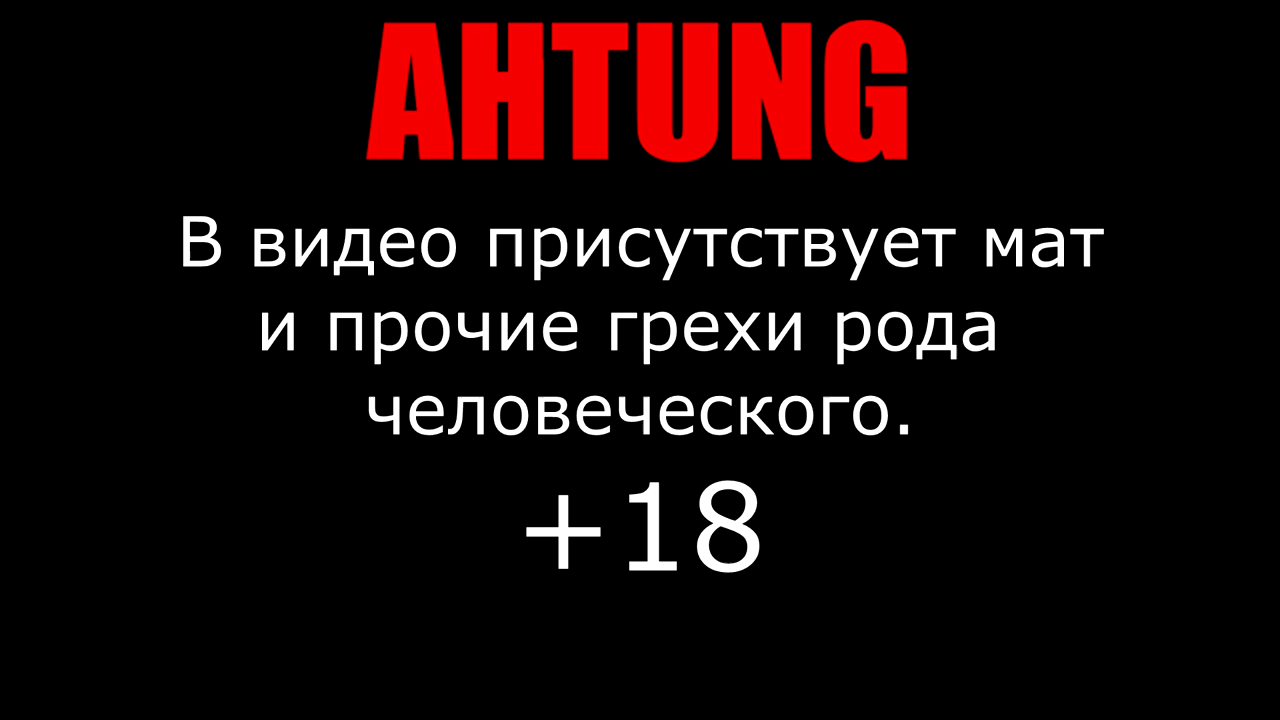 AHTUNG
В видео присутствует мат
и прочие грехи рода
человеческого.
+18